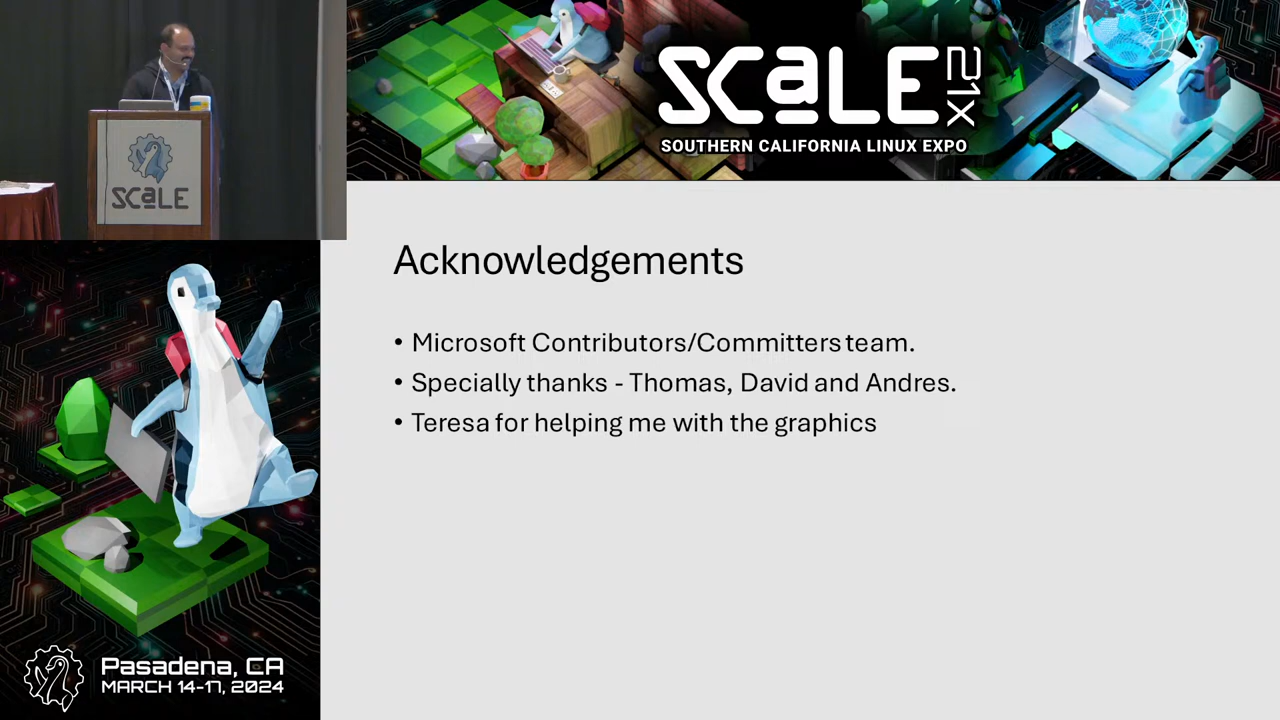 SCALE 21X
SOUTHERN CALIFORNIA LINUX EXPO
SCALE
Acknowledgements
• Microsoft Contributors/Committers team.
• Specially thanks - Thomas, David and Andres.
• Teresa for helping me with the graphics
Pasadena, CA
MARCH 14-17, 2024